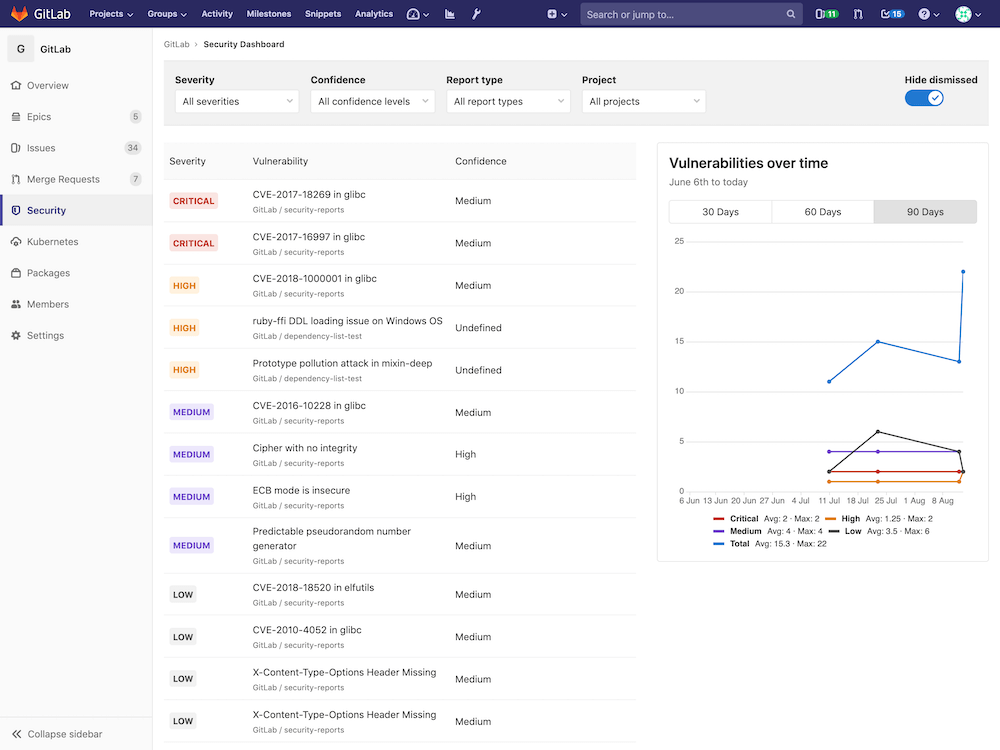 GitLab Projects Groups Activity Milestones Snippets Analytics Search or jump to... 11 15
G GitLab
GitLab › Security Dashboard
Overview
Epics 5
Issues 34
Merge Requests 7
Security
Kubernetes
Packages
Members
Settings
Collapse sidebar
Severity Confidence Report type Project Hide dismissed
All severities All confidence levels All report types All projects
Severity Vulnerability Confidence
CRITICAL CVE-2017-18269 in glibc Medium
GitLab / security-reports
CRITICAL CVE-2017-16997 in glibc Medium
GitLab / security-reports
HIGH CVE-2018-1000001 in glibc Medium
GitLab / security-reports
HIGH ruby-ffi DDL loading issue on Windows OS Undefined
GitLab / dependency-list-test
HIGH Prototype pollution attack in mixin-deep Undefined
GitLab / dependency-list-test
MEDIUM CVE-2016-10228 in glibc Medium
GitLab / security-reports
MEDIUM Cipher with no integrity High
GitLab / security-reports
MEDIUM ECB mode is insecure High
GitLab / security-reports
MEDIUM Predictable pseudorandom number
generator Medium
GitLab / security-reports
LOW CVE-2018-18520 in elfutils Medium
GitLab / security-reports
LOW CVE-2010-4052 in glibc Medium
GitLab / security-reports
LOW X-Content-Type-Options Header Missing Medium
GitLab / security-reports
LOW X-Content-Type-Options Header Missing Medium
GitLab / security-reports
Vulnerabilities over time
June 6th to today
30 Days 60 Days 90 Days
25
20
15
10
5
0
6 Jun 13 Jun 20 Jun 27 Jun 4 Jul 11 Jul 18 Jul 25 Jul 1 Aug 8 Aug
Critical Avg: 2 · Max: 2 High Avg: 1.25 · Max: 2
Medium Avg: 4 · Max: 4 Low Avg: 3.5 · Max: 6
Total Avg: 15.3 · Max: 22